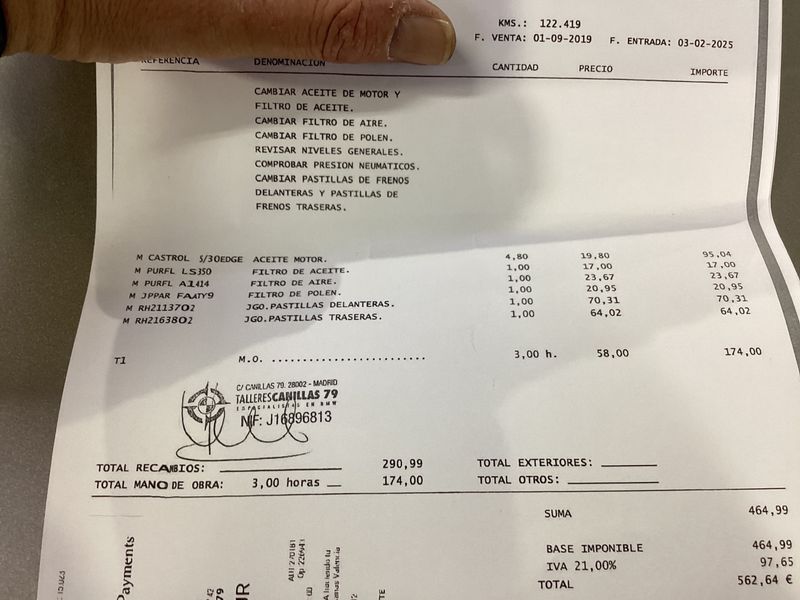 KMS.: 122.419
F. VENTA: 01-09-2019 F. ENTRADA: 03-02-2025
REFERENCIA DENOMINACION CANTIDAD PRECIO IMPORTE
CAMBIAR ACEITE DE MOTOR Y
FILTRO DE ACEITE.
CAMBIAR FILTRO DE AIRE.
CAMBIAR FILTRO DE POLEN.
REVISAR NIVELES GENERALES.
COMPROBAR PRESION NEUMATICOS.
CAMBIAR PASTILLAS DE FRENOS
DELANTERAS Y PASTILLAS DE
FRENOS TRASERAS.
M CASTROL 5/30EDGE ACEITE MOTOR. 4,80 19,80 95,04
M PURFL LS350 FILTRO DE ACEITE. 1,00 17,00 17,00
M PURFL A1414 FILTRO DE AIRE. 1,00 23,67 23,67
M JPPAR FAATY9 FILTRO DE POLEN. 1,00 20,95 20,95
M RH2113702 JGO.PASTILLAS DELANTERAS. 1,00 70,31 70,31
M RH2163802 JGO.PASTILLAS TRASERAS. 1,00 64,02 64,02
T1 M.O. ........................ 3,00 h. 58,00 174,00
C/ CANILLAS 79. 28002 - MADRID
TALLERES CANILLAS 79
ESPECIALISTAS EN BMW
NIF: J16896813
TOTAL RECAMBIOS: 290,99 TOTAL EXTERIORES:
TOTAL MANO DE OBRA: 3,00 horas 174,00 TOTAL OTROS:
SUMA 464,99
BASE IMPONIBLE 464,99
IVA 21,00% 97,65
TOTAL 562,64 €
Payments